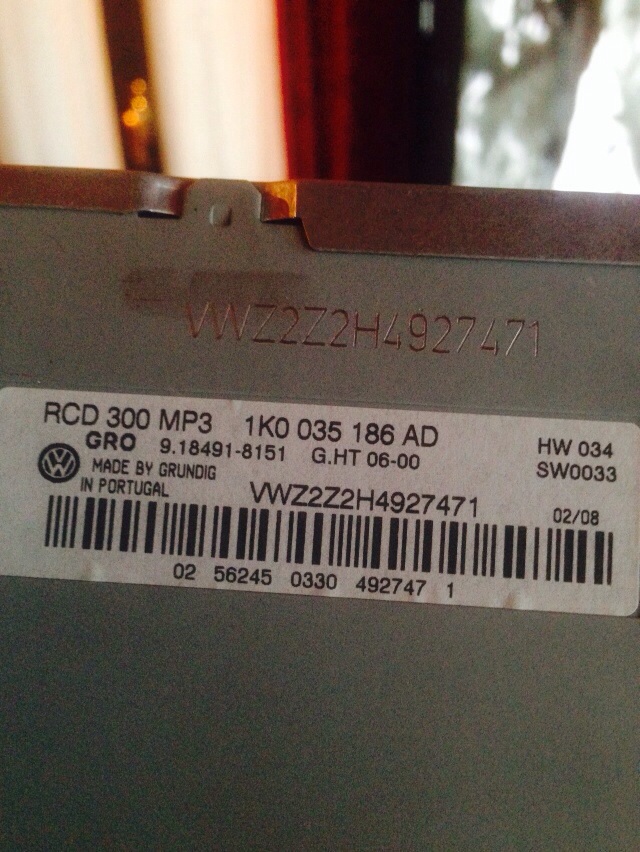 VWZ2Z2H4927471
RCD 300 MP3 1K0 035 186 AD HW 034
GRO 9.18491-8151 G.HT 06-00 SW0033
MADE BY GRUNDIG
IN PORTUGAL VWZ2Z2H4927471 02/08
02 56245 0330 492747 1